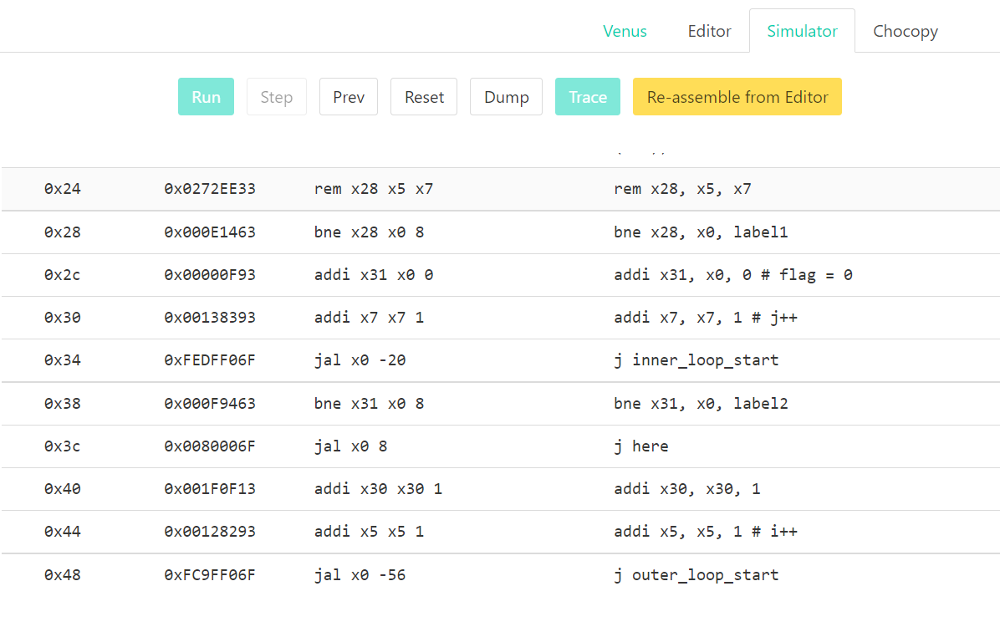 Venus Editor Simulator Chocopy
Run Step Prev Reset Dump Trace Re-assemble from Editor
0x24 0x0272EE33 rem x28 x5 x7 rem x28, x5, x7
0x28 0x000E1463 bne x28 x0 8 bne x28, x0, label1
0x2c 0x00000F93 addi x31 x0 0 addi x31, x0, 0 # flag = 0
0x30 0x00138393 addi x7 x7 1 addi x7, x7, 1 # j++
0x34 0xFEDFF06F jal x0 -20 j inner_loop_start
0x38 0x000F9463 bne x31 x0 8 bne x31, x0, label2
0x3c 0x0080006F jal x0 8 j here
0x40 0x001F0F13 addi x30 x30 1 addi x30, x30, 1
0x44 0x00128293 addi x5 x5 1 addi x5, x5, 1 # i++
0x48 0xFC9FF06F jal x0 -56 j outer_loop_start